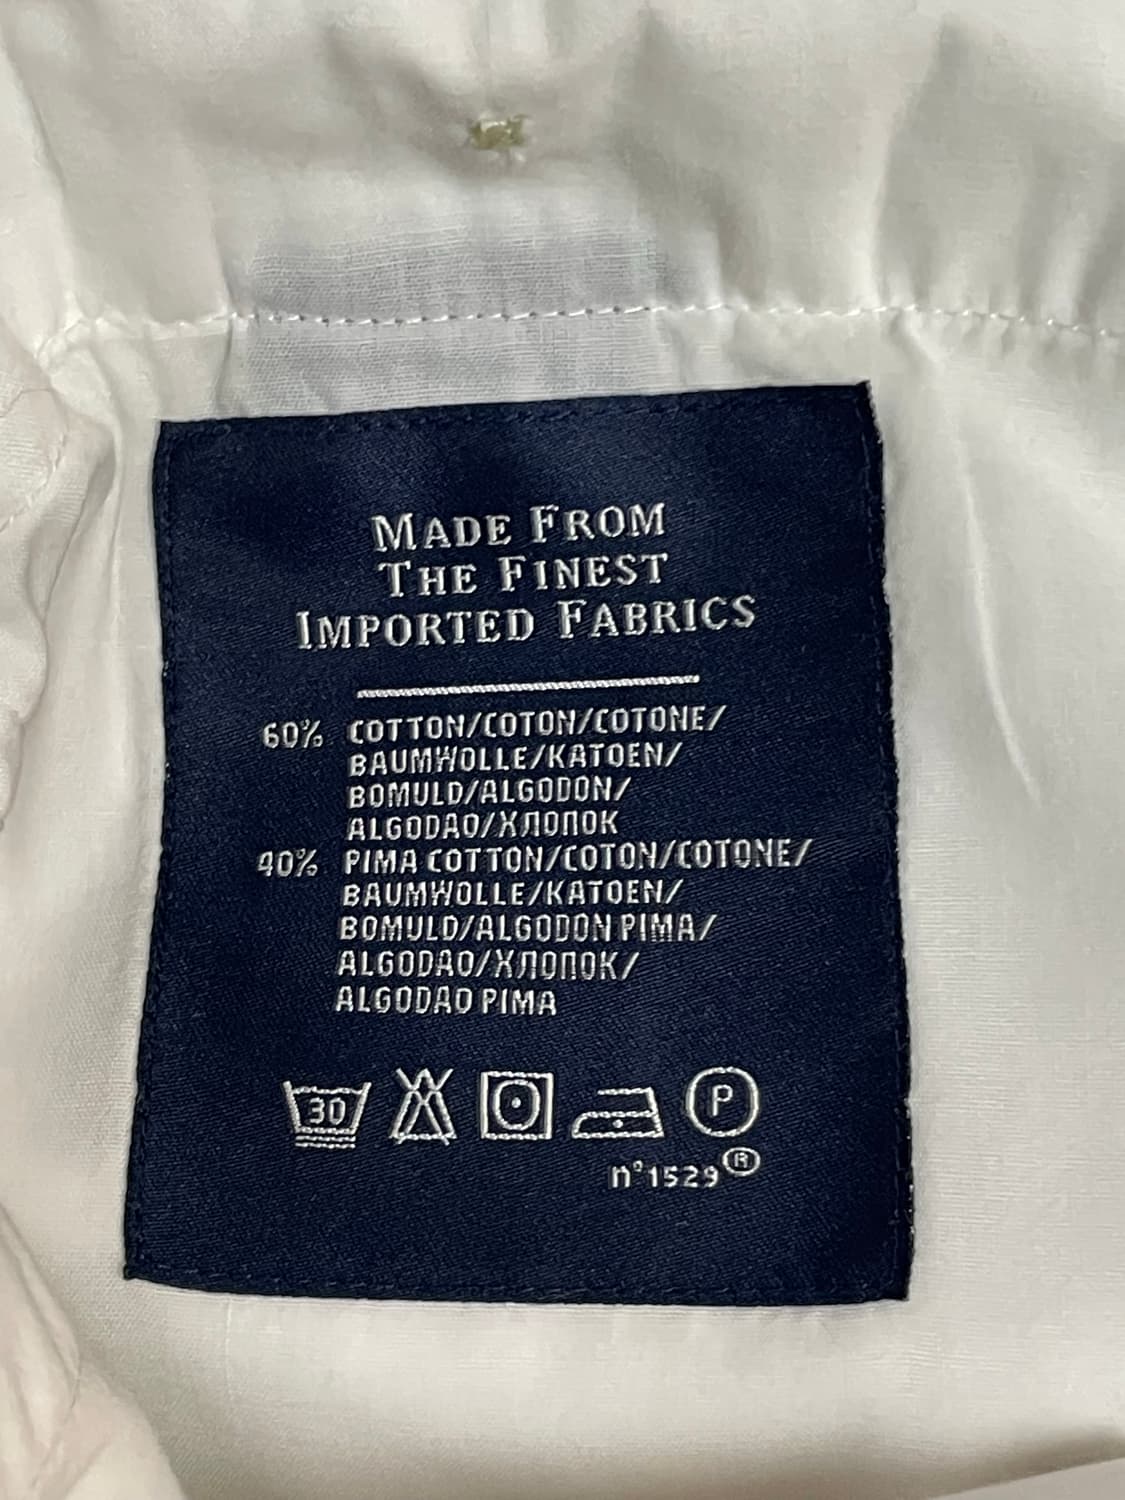 MADE FROM
THE FINEST
IMPORTED FABRICS
60% COTTON/COTON/COTONE/
BAUMWOLLE/KATOEN/
BOMULD/ALGODON/
ALGODAO/ХЛОПОК
40% PIMA COTTON/COTON/COTONE/
BAUMWOLLE/KATOEN/
BOMULD/ALGODON PIMA/
ALGODAO/ХЛОПОК/
ALGODAO PIMA
30 P
n°1529®